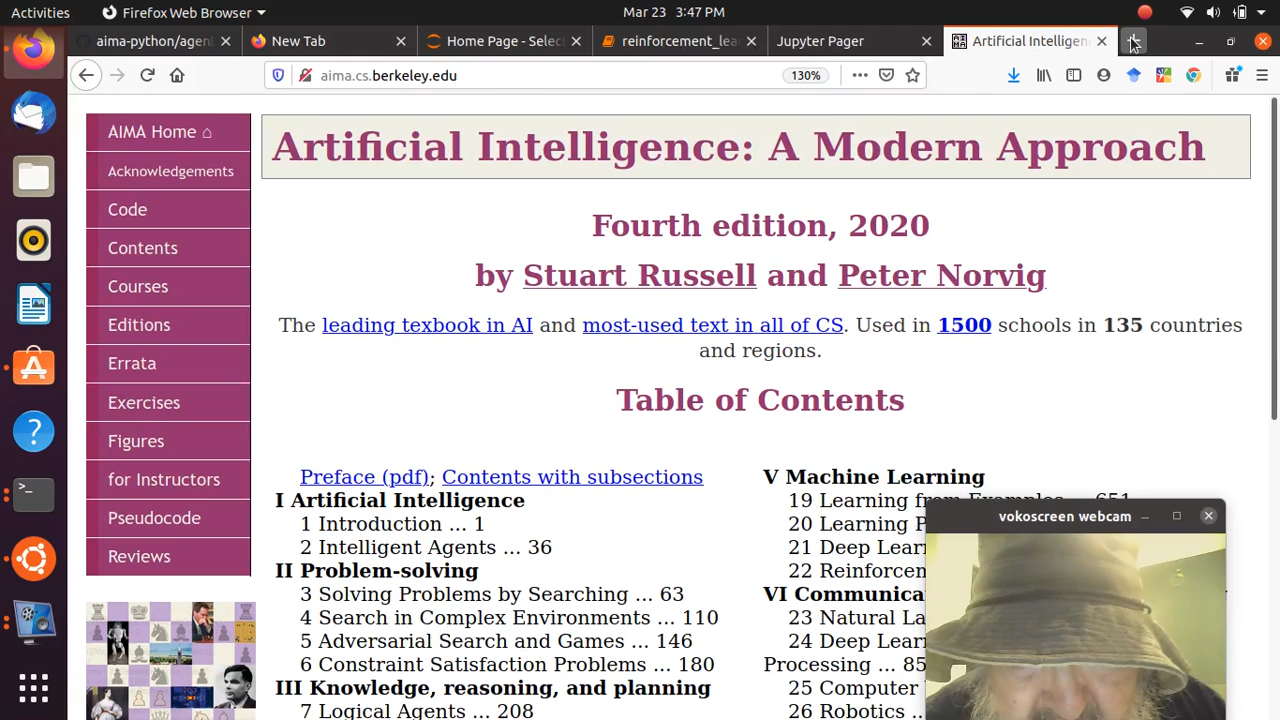 Activities
Firefox Web Browser
Mar 23 3:47 PM
aima-python/agen
New Tab
Home Page - Selec
reinforcement_lea
Jupyter Pager
Artificial Intelligen
aima.cs.berkeley.edu
130%
AIMA Home ⌂
Acknowledgements
Code
Contents
Courses
Editions
Errata
Exercises
Figures
for Instructors
Pseudocode
Reviews
Artificial Intelligence: A Modern Approach
Fourth edition, 2020
by Stuart Russell and Peter Norvig
The leading texbook in AI and most-used text in all of CS. Used in 1500 schools in 135 countries
and regions.
Table of Contents
Preface (pdf); Contents with subsections
I Artificial Intelligence
1 Introduction ... 1
2 Intelligent Agents ... 36
II Problem-solving
3 Solving Problems by Searching ... 63
4 Search in Complex Environments ... 110
5 Adversarial Search and Games ... 146
6 Constraint Satisfaction Problems ... 180
III Knowledge, reasoning, and planning
7 Logical Agents ... 208
V Machine Learning
19 Learning from Examples ... 651
20 Learning P
21 Deep Lear
22 Reinforcen
VI Communica
23 Natural La
24 Deep Lear
Processing ... 85
25 Computer
26 Robotics ...
vokoscreen webcam